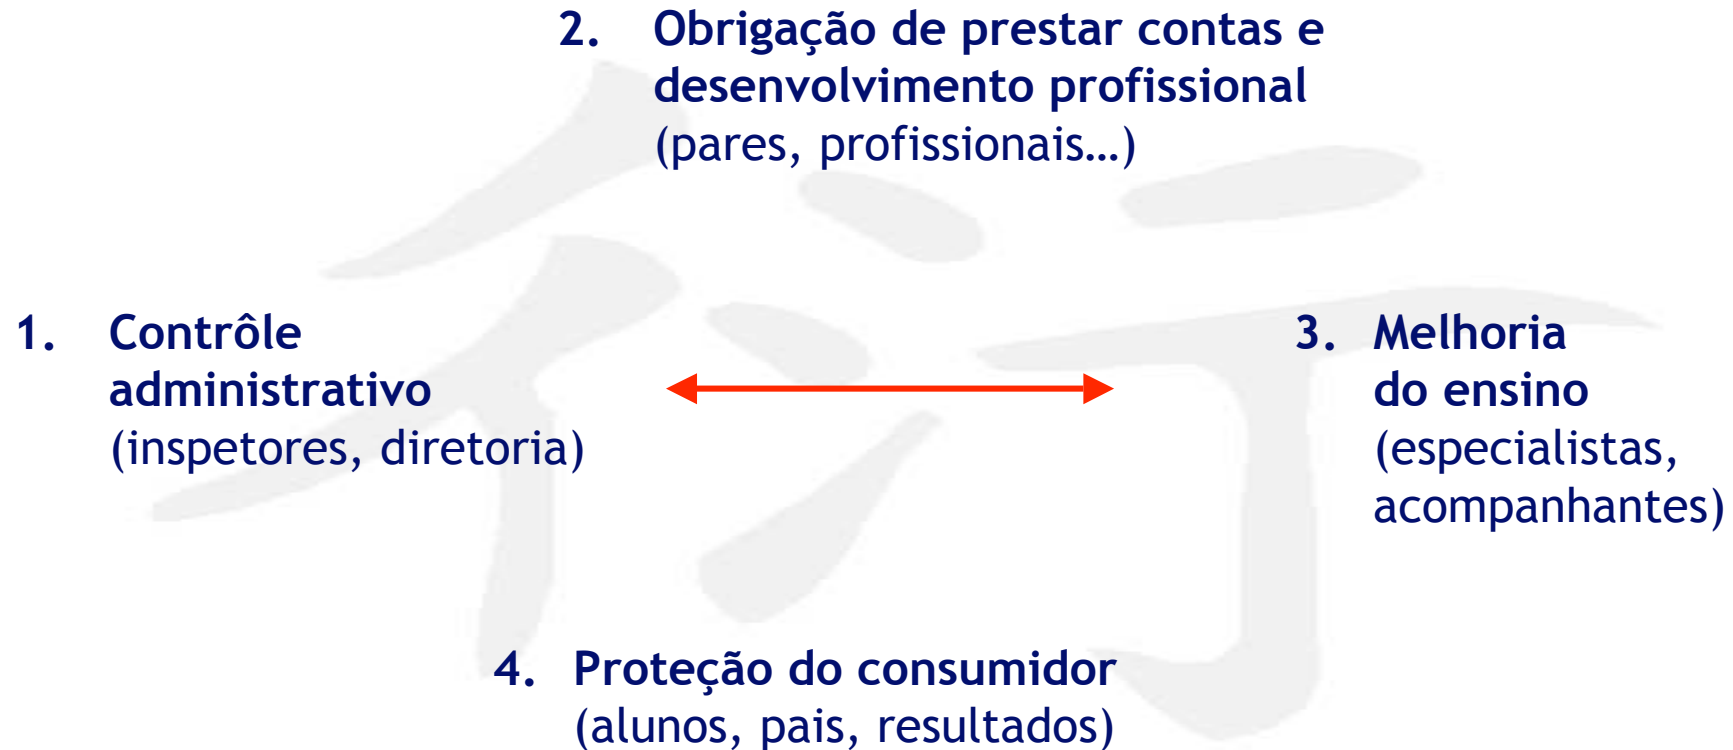 2. Obrigação de prestar contas e
desenvolvimento profissional
(pares, profissionais…)
1. Contrôle
administrativo
(inspetores, diretoria)
3. Melhoria
do ensino
(especialistas,
acompanhantes)
4. Proteção do consumidor
(alunos, pais, resultados)